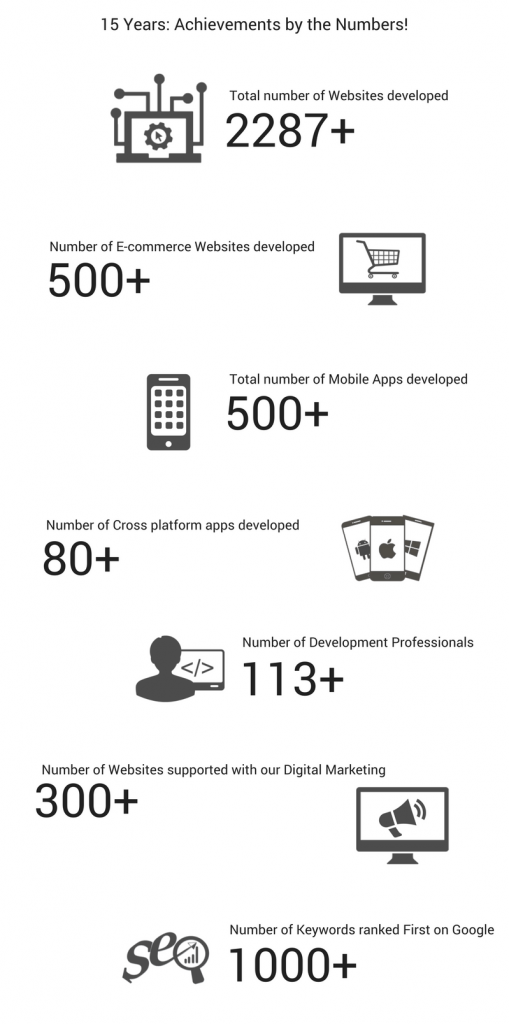 15 Years: Achievements by the Numbers!
Total number of Websites developed
2287+
Number of E-commerce Websites developed
500+
Total number of Mobile Apps developed
500+
Number of Cross platform apps developed
80+
</>
Number of Development Professionals
113+
Number of Websites supported with our Digital Marketing
300+
seo
Number of Keywords ranked First on Google
1000+